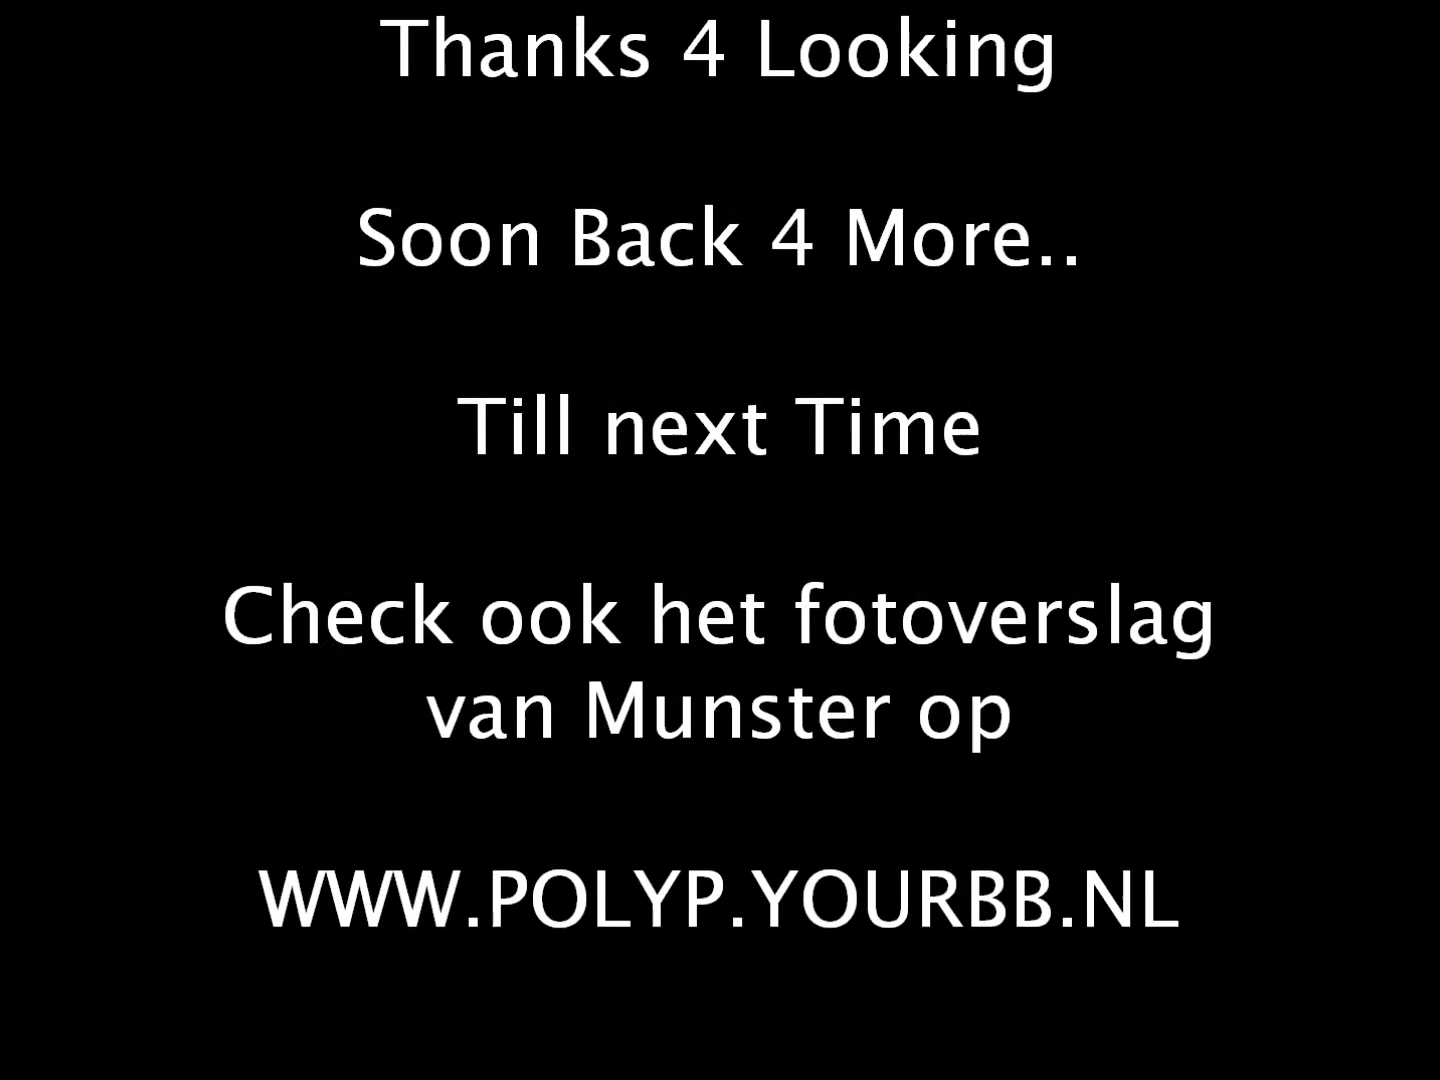 Thanks 4 Looking
Soon Back 4 More..
Till next Time
Check ook het fotoverslag
van Munster op
WWW.POLYP.YOURBB.NL